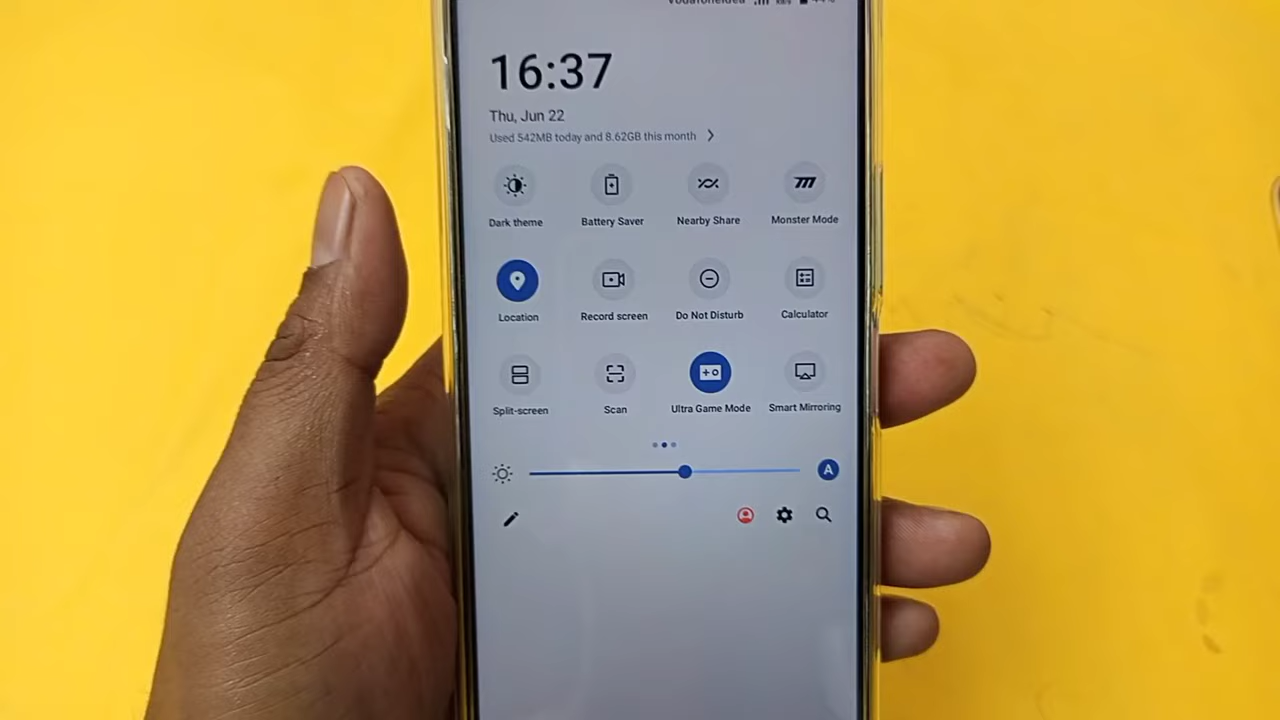 Vodafoneidea
16:37
Thu, Jun 22
Used 542MB today and 8.62GB this month
Dark theme Battery Saver Nearby Share Monster Mode
Location Record screen Do Not Disturb Calculator
Split-screen Scan Ultra Game Mode Smart Mirroring
A